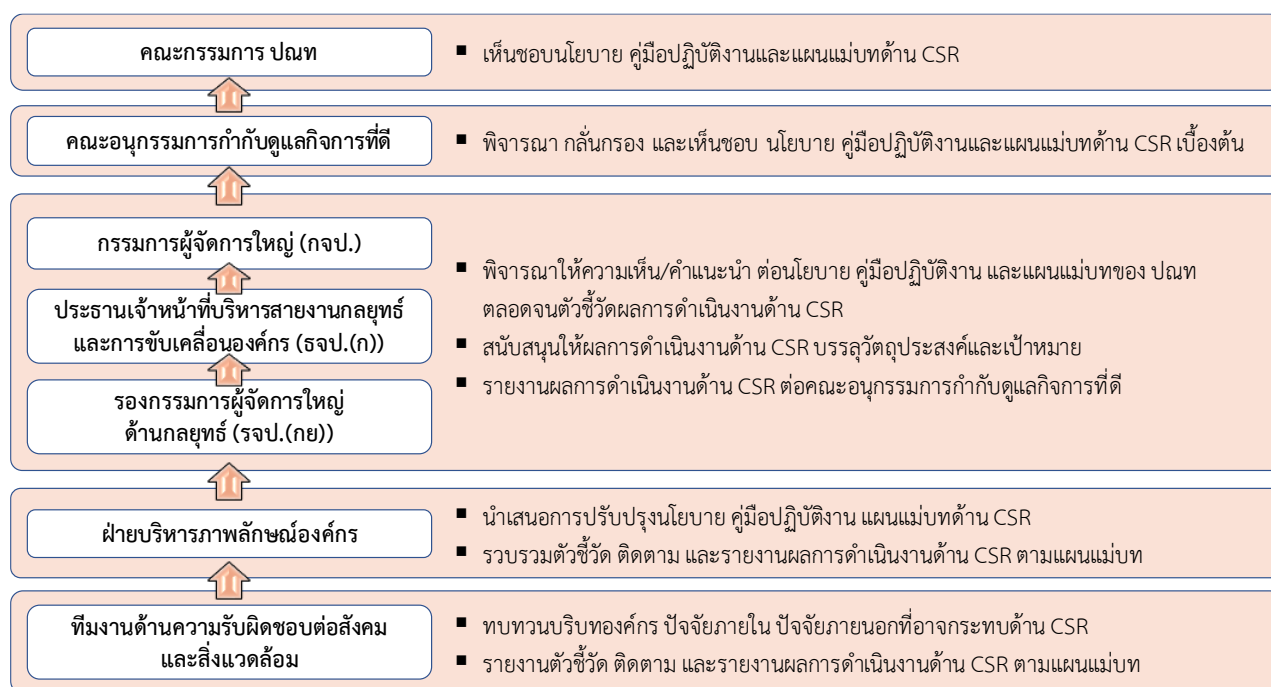 คณะกรรมการ ปณท
▪ เห็นชอบนโยบาย คู่มือปฏิบัติงานและแผนแม่บทด้าน CSR
คณะอนุกรรมการกำกับดูแลกิจการที่ดี
▪ พิจารณา กลั่นกรอง และเห็นชอบ นโยบาย คู่มือปฏิบัติงานและแผนแม่บทด้าน CSR เบื้องต้น
กรรมการผู้จัดการใหญ่ (กจป.)
ประธานเจ้าหน้าที่บริหารสายงานกลยุทธ์
และการขับเคลื่อนองค์กร (ธจป.(ก))
รองกรรมการผู้จัดการใหญ่
ด้านกลยุทธ์ (รจป.(กย))
▪ พิจารณาให้ความเห็น/คำแนะนำ ต่อนโยบาย คู่มือปฏิบัติงาน และแผนแม่บทของ ปณท
ตลอดจนตัวชี้วัดผลการดำเนินงานด้าน CSR
▪ สนับสนุนให้ผลการดำเนินงานด้าน CSR บรรลุวัตถุประสงค์และเป้าหมาย
▪ รายงานผลการดำเนินงานด้าน CSR ต่อคณะอนุกรรมการกำกับดูแลกิจการที่ดี
ฝ่ายบริหารภาพลักษณ์องค์กร
▪ นำเสนอการปรับปรุงนโยบาย คู่มือปฏิบัติงาน แผนแม่บทด้าน CSR
▪ รวบรวมตัวชี้วัด ติดตาม และรายงานผลการดำเนินงานด้าน CSR ตามแผนแม่บท
ทีมงานด้านความรับผิดชอบต่อสังคม
และสิ่งแวดล้อม
▪ ทบทวนบริบทองค์กร ปัจจัยภายใน ปัจจัยภายนอกที่อาจกระทบด้าน CSR
▪ รายงานตัวชี้วัด ติดตาม และรายงานผลการดำเนินงานด้าน CSR ตามแผนแม่บท